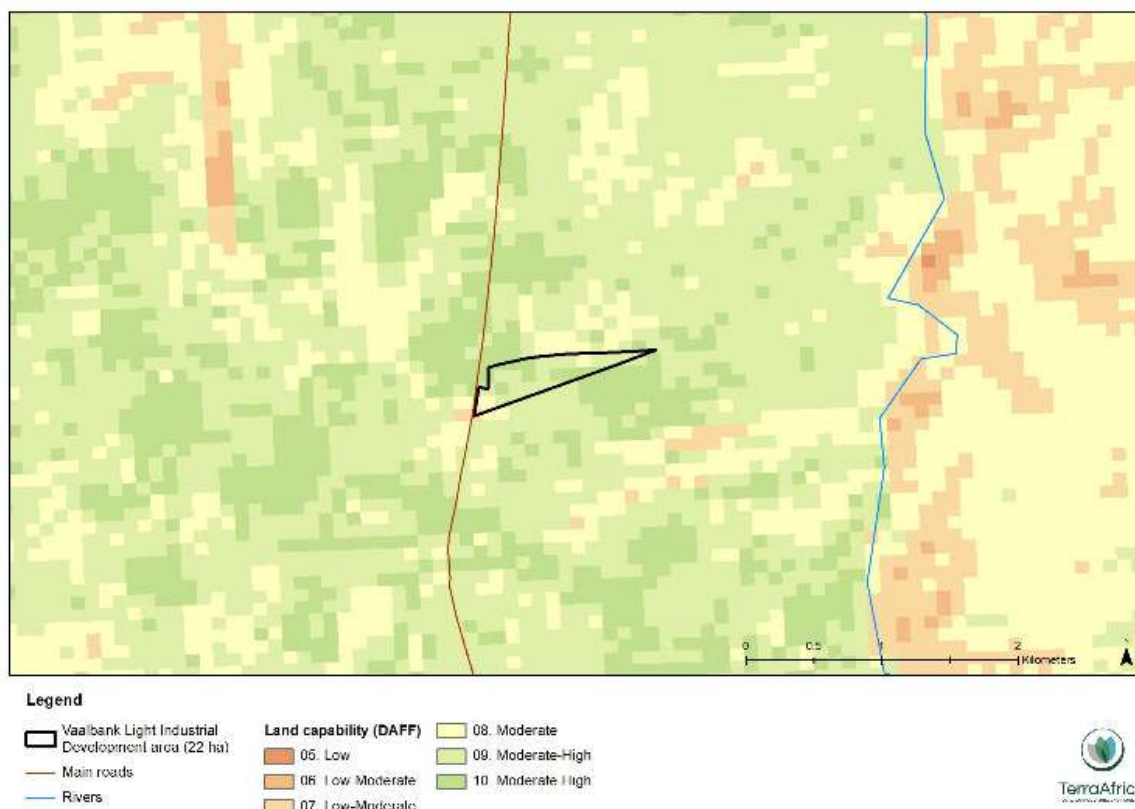 0 0.5 1 2
Kilometers
N
Legend
Vaalbank Light Industrial
Development area (22 ha)
Main roads
Rivers
Land capability (DAFF)
05. Low
06. Low Moderate
07. Low-Moderate
08. Moderate
09. Moderate-High
10. Moderate High
TerraAfric